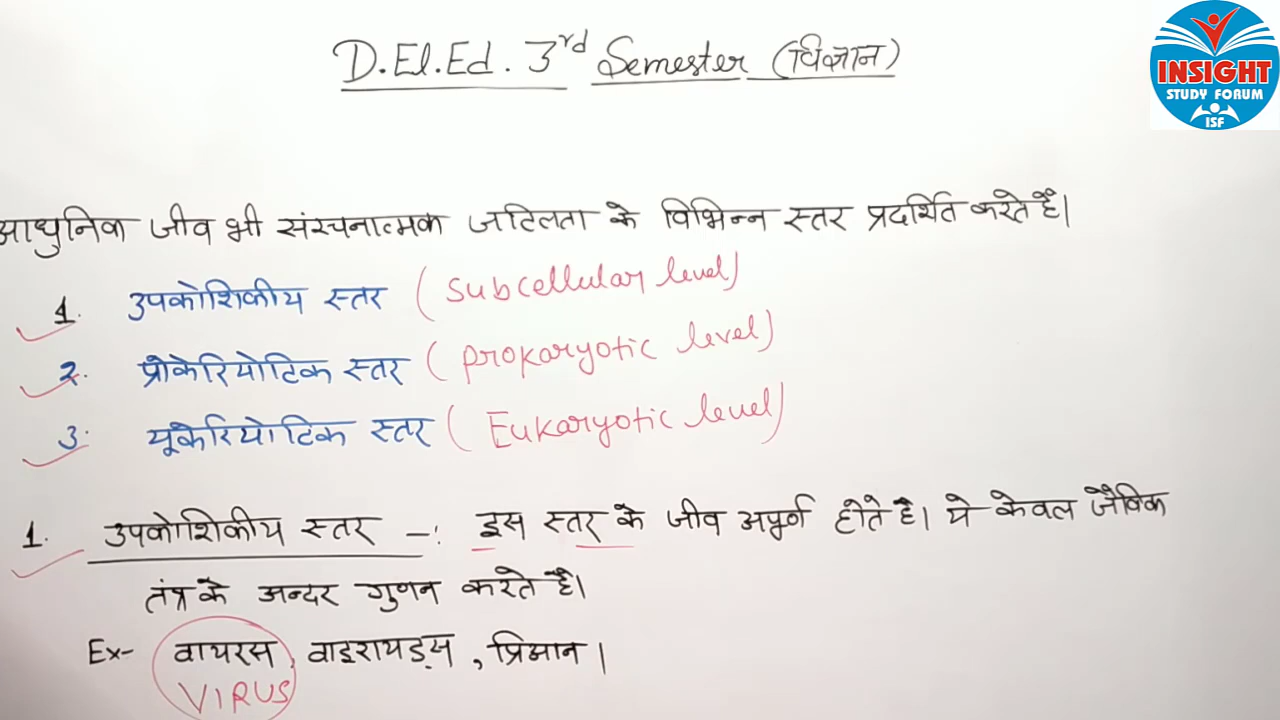 D.El.Ed. 3rd Semester (विज्ञान)
INSIGHT
STUDY FORUM
ISF
आधुनिक जीव भी संरचनात्मक जटिलता के विभिन्न स्तर प्रदर्शित करते है।
1. उपकोशिकीय स्तर (Subcellular level)
2. प्रोकेरियोटिक स्तर (Prokaryotic level)
3. यूकेरियोटिक स्तर (Eukaryotic level)
1. उपकोशिकीय स्तर -: इस स्तर के जीव अपूर्ण होते है। ये केवल जैविक
तंत्र के अन्दर गुणन करते है।
Ex- वायरस, वाइरायड्स, प्रिआन।
VIRUS